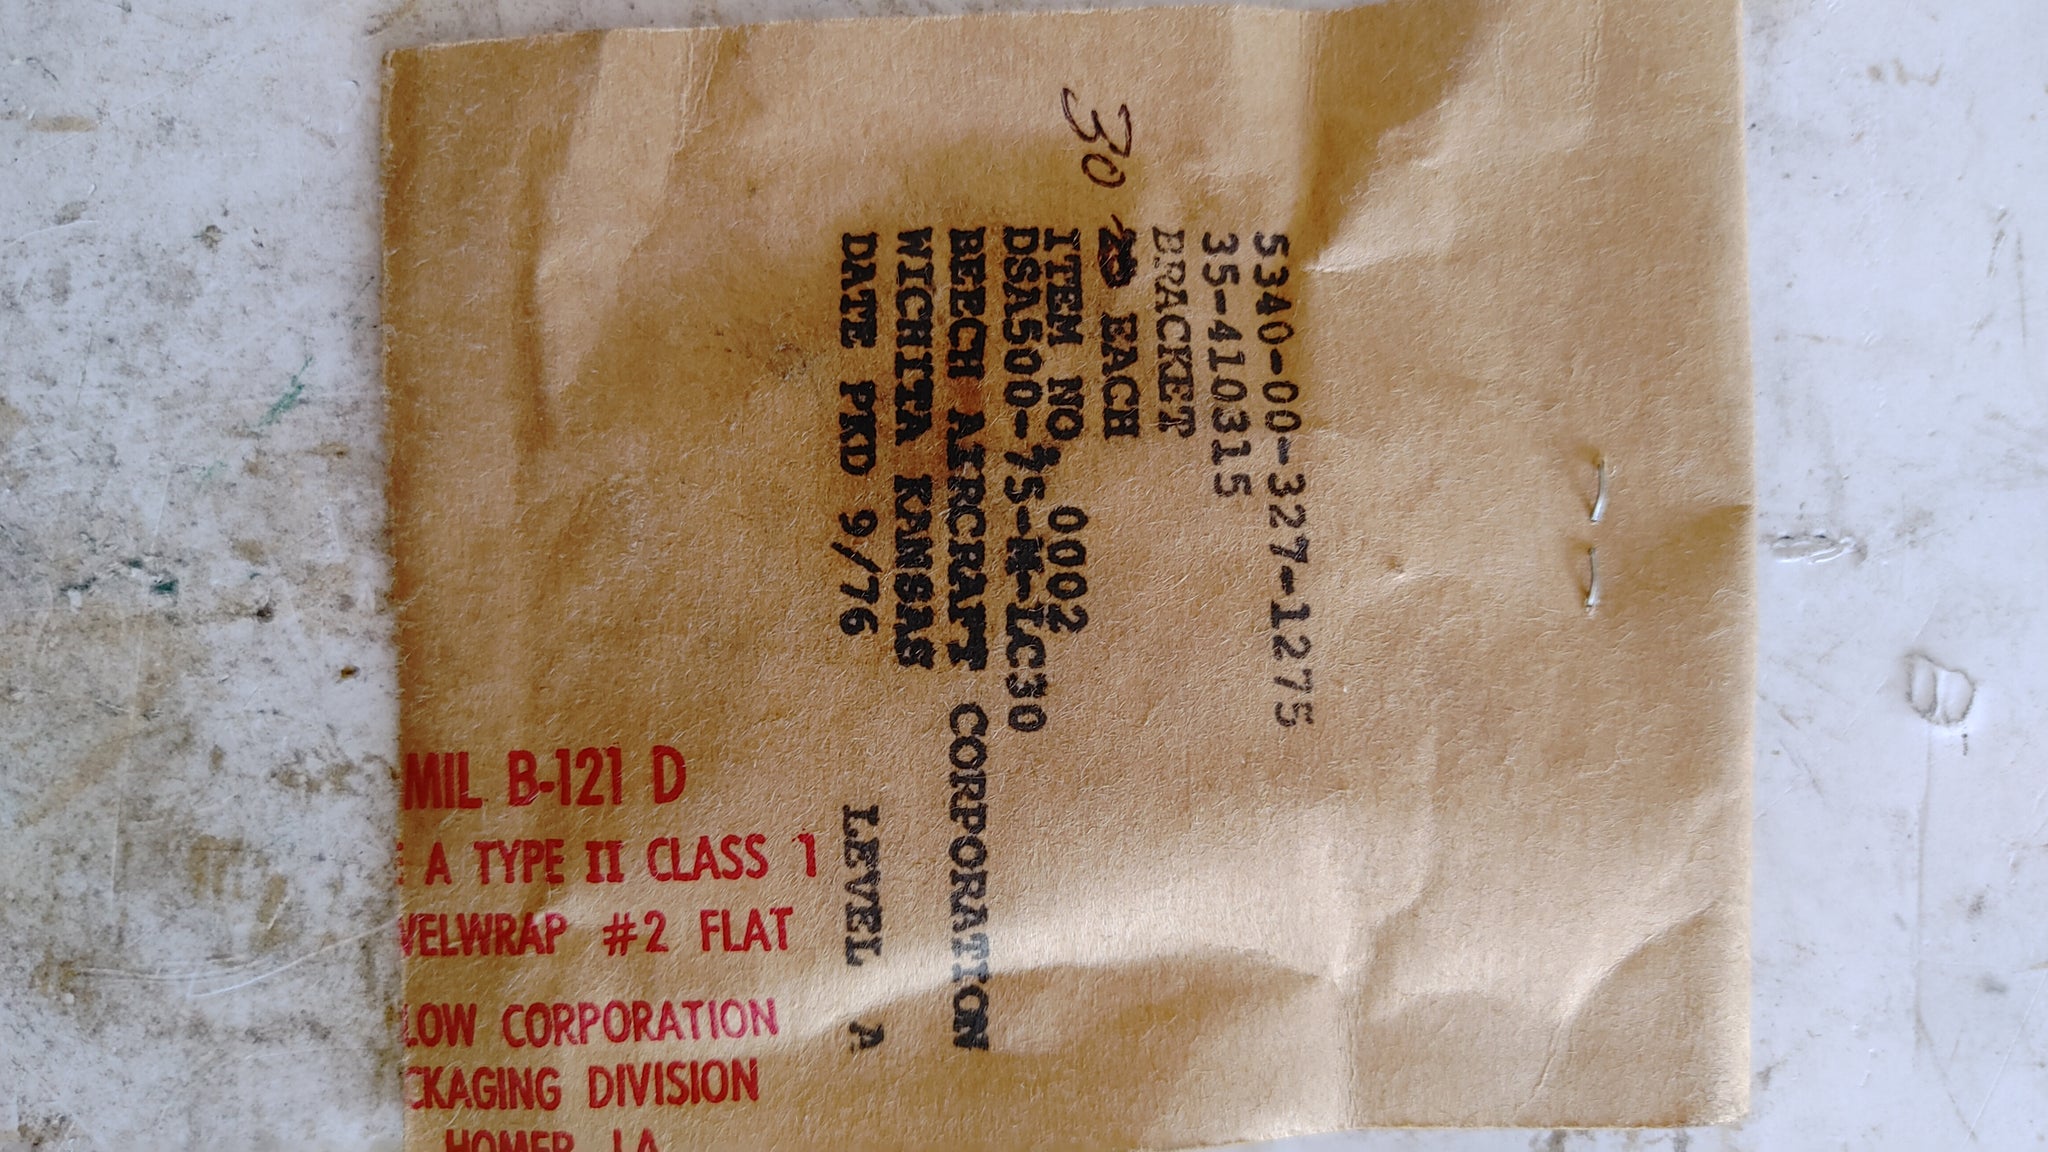 5340-00-327-1275
35-410315
BRACKET
30 EACH
ITEM NO. 0002
DSA500-75-M-LC30
BEECH AIRCRAFT CORPORATION
WICHITA KANSAS
DATE PKD 9/76 LEVEL A
MIL B-121 D
A TYPE II CLASS 1
VELWRAP #2 FLAT
LOW CORPORATION
CKAGING DIVISION
HOMER, LA.